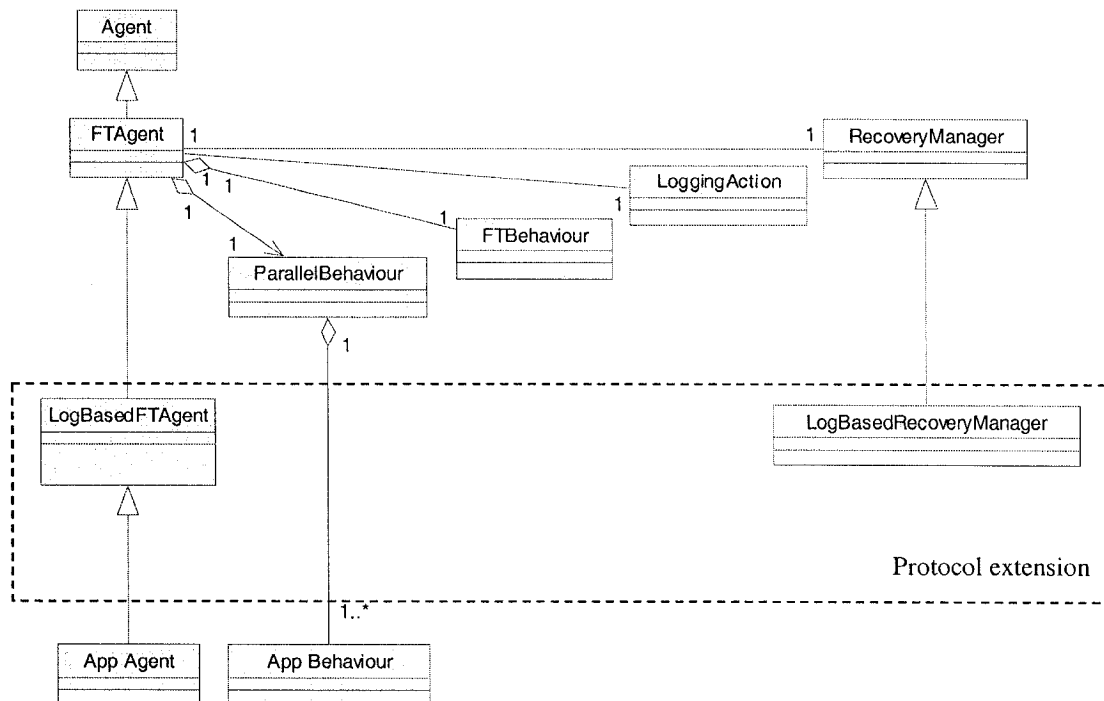 Agent
FTAgent
1
1
RecoveryManager
LoggingAction
1
1
1
1
FTBehaviour
1
1
ParallelBehaviour
1
LogBasedFTAgent
LogBasedRecoveryManager
Protocol extension
1..*
App Agent
App Behaviour